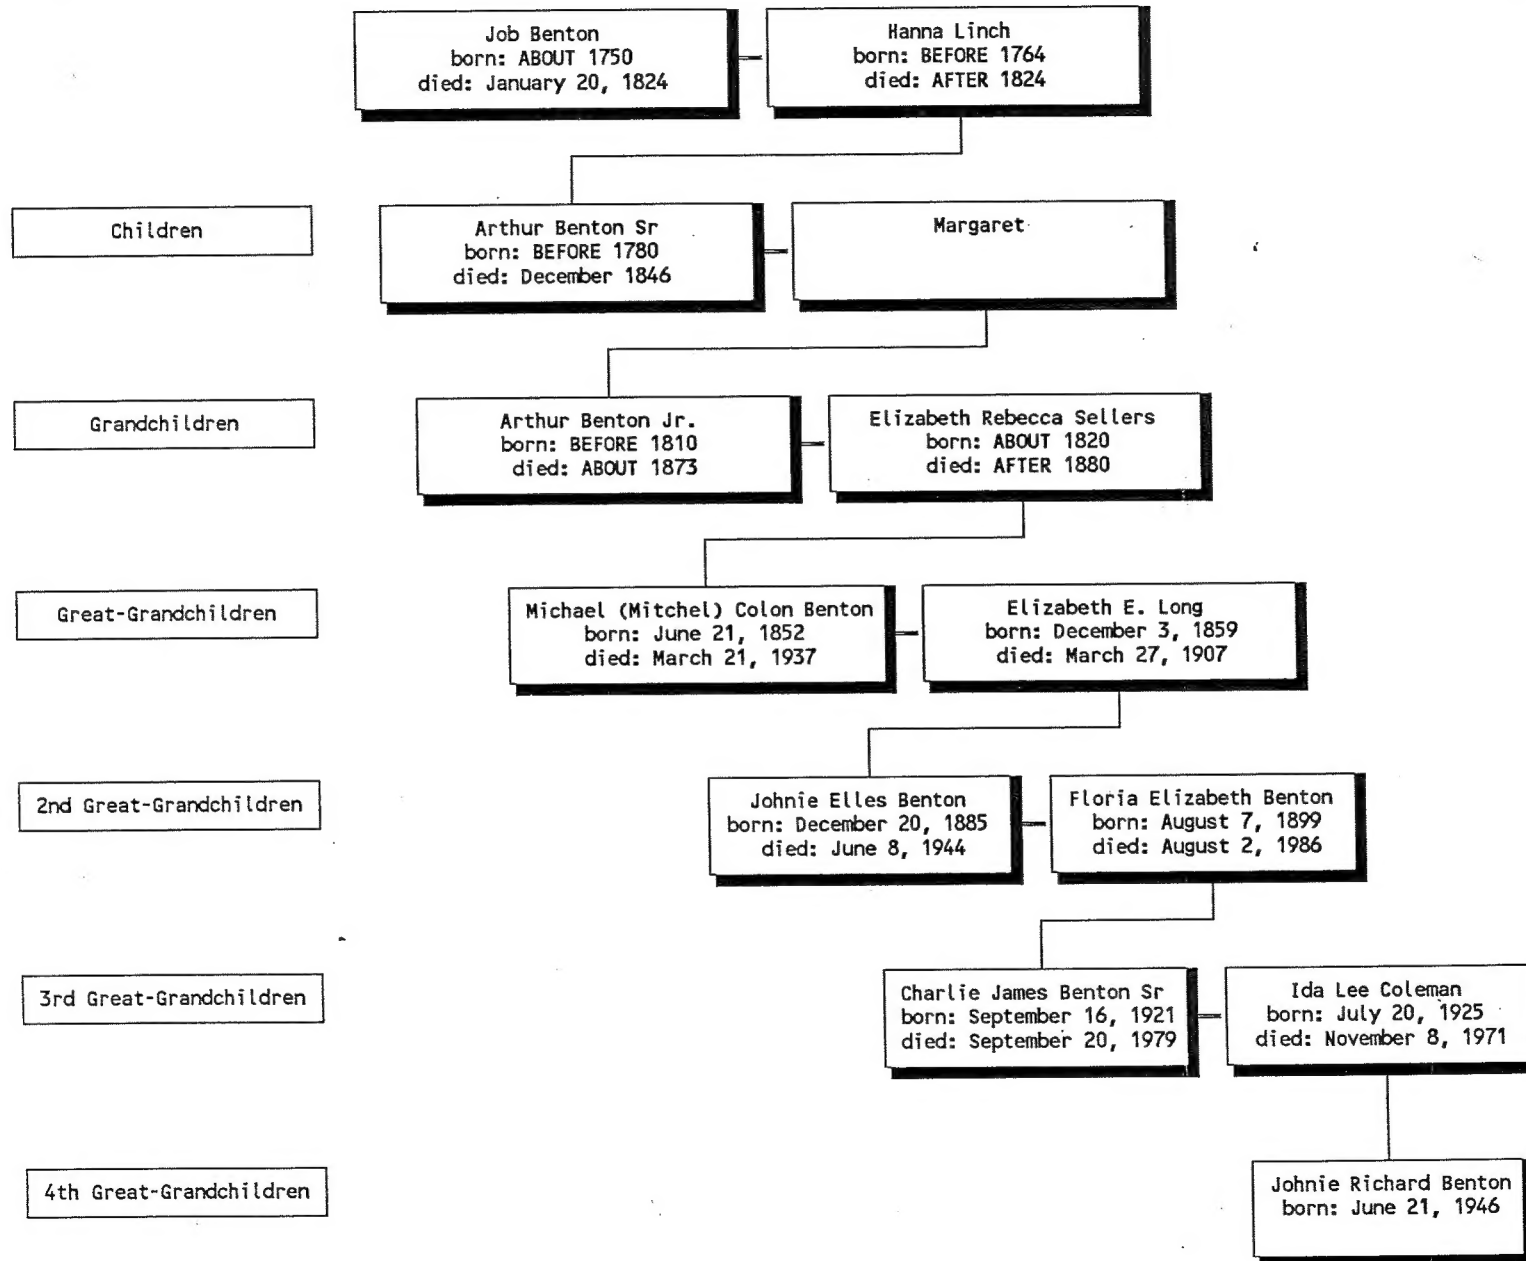 Job Benton
born: ABOUT 1750
died: January 20, 1824
Hanna Linch
born: BEFORE 1764
died: AFTER 1824
Children
Arthur Benton Sr
born: BEFORE 1780
died: December 1846
Margaret
Grandchildren
Arthur Benton Jr.
born: BEFORE 1810
died: ABOUT 1873
Elizabeth Rebecca Sellers
born: ABOUT 1820
died: AFTER 1880
Great-Grandchildren
Michael (Mitchel) Colon Benton
born: June 21, 1852
died: March 21, 1937
Elizabeth E. Long
born: December 3, 1859
died: March 27, 1907
2nd Great-Grandchildren
Johnie Elles Benton
born: December 20, 1885
died: June 8, 1944
Floria Elizabeth Benton
born: August 7, 1899
died: August 2, 1986
3rd Great-Grandchildren
Charlie James Benton Sr
born: September 16, 1921
died: September 20, 1979
Ida Lee Coleman
born: July 20, 1925
died: November 8, 1971
4th Great-Grandchildren
Johnie Richard Benton
born: June 21, 1946